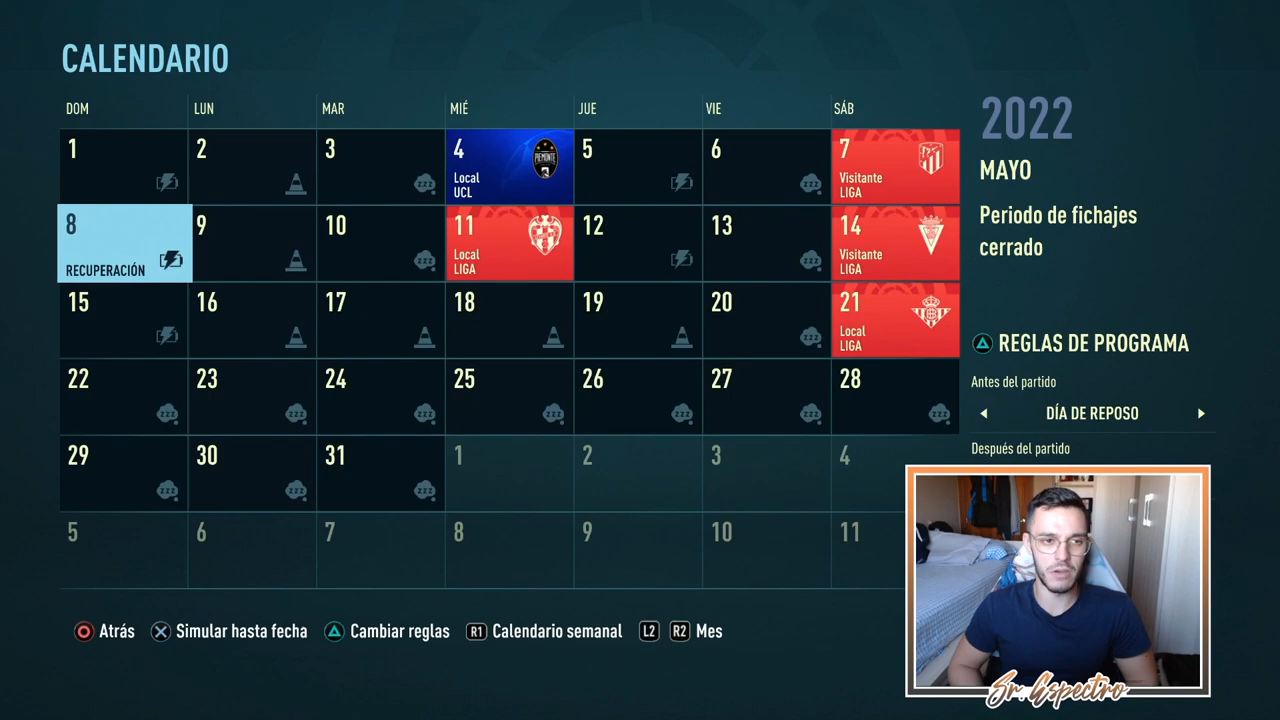 CALENDARIO
DOM LUN MAR MIÉ JUE VIE SÁB
1 2 3 4 5 6 7
Local
UCL
PIEMONTE
Visitante
LIGA
8 9 10 11 12 13 14
RECUPERACIÓN
Local
LIGA
Visitante
LIGA
15 16 17 18 19 20 21
Local
LIGA
22 23 24 25 26 27 28
29 30 31 1 2 3 4
5 6 7 8 9 10 11
2022
MAYO
Periodo de fichajes
cerrado
REGLAS DE PROGRAMA
Antes del partido
DÍA DE REPOSO
Después del partido
Atrás Simular hasta fecha Cambiar reglas R1 Calendario semanal L2 R2 Mes
Sr. Espectro